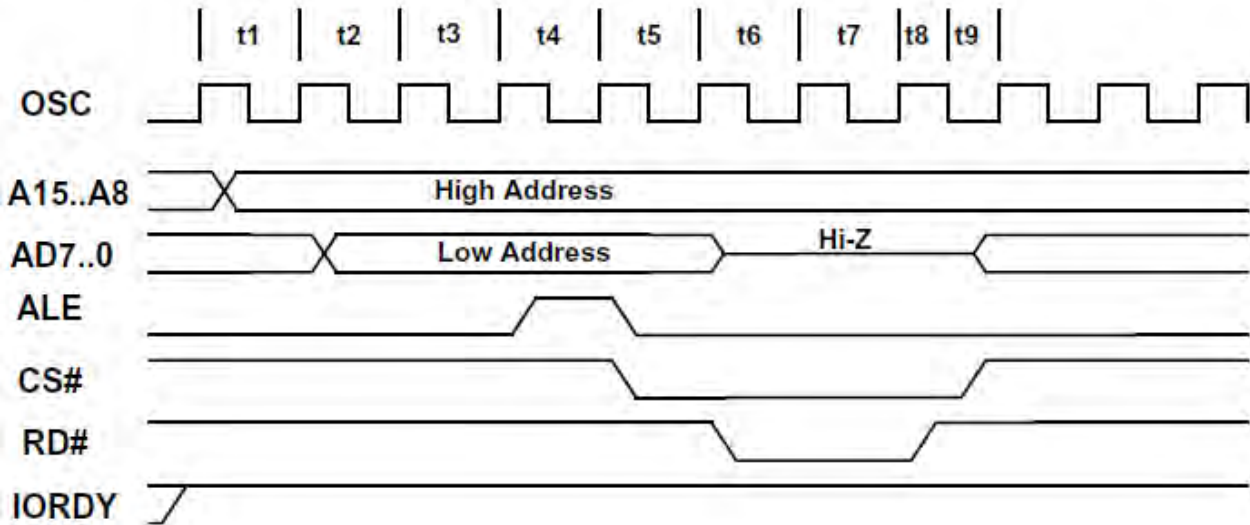 t1 t2 t3 t4 t5 t6 t7 t8 t9
OSC
A15..A8 High Address
AD7..0 Low Address Hi-Z
ALE
CS#
RD#
IORDY